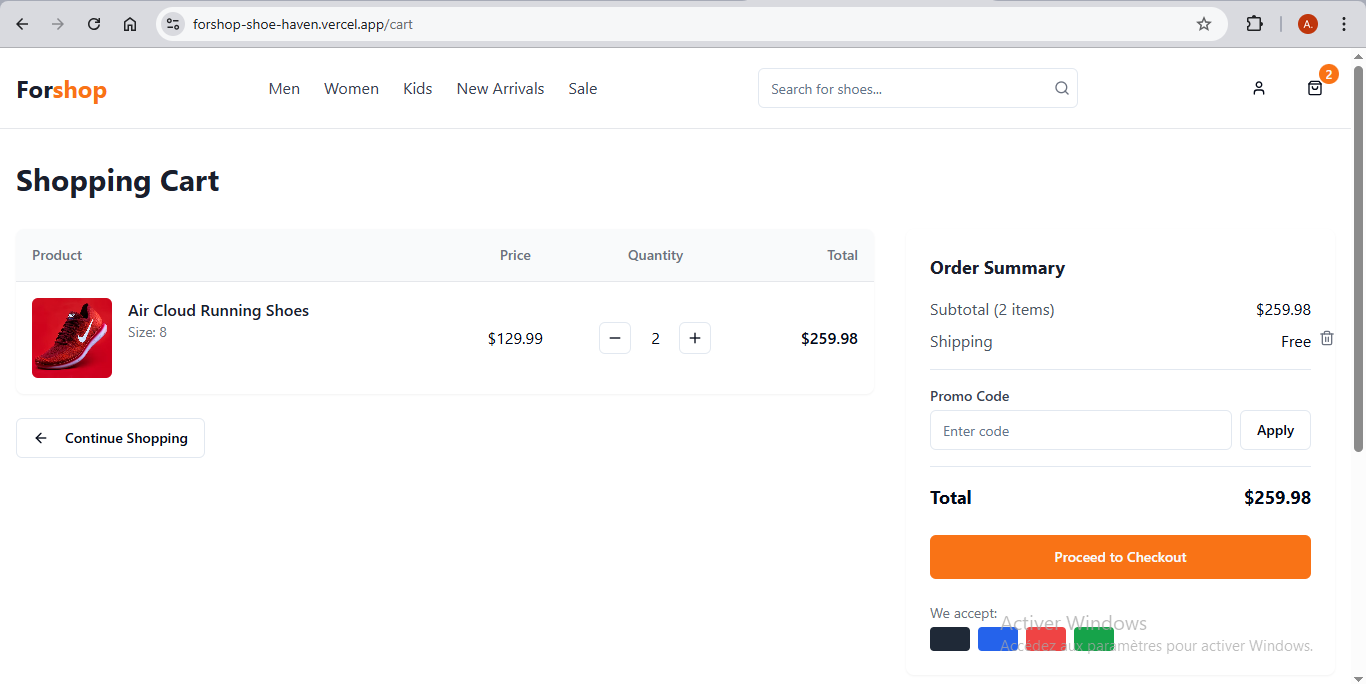 forshop-shoe-haven.vercel.app/cart
A.
Forshop
Men
Women
Kids
New Arrivals
Sale
Search for shoes...
2
Shopping Cart
Product
Price
Quantity
Total
Air Cloud Running Shoes
Size: 8
$129.99
2
$259.98
Continue Shopping
Order Summary
Subtotal (2 items)
$259.98
Shipping
Free
Promo Code
Enter code
Apply
Total
$259.98
Proceed to Checkout
We accept:
Activer Windows
Accédez aux paramètres pour activer Windows.